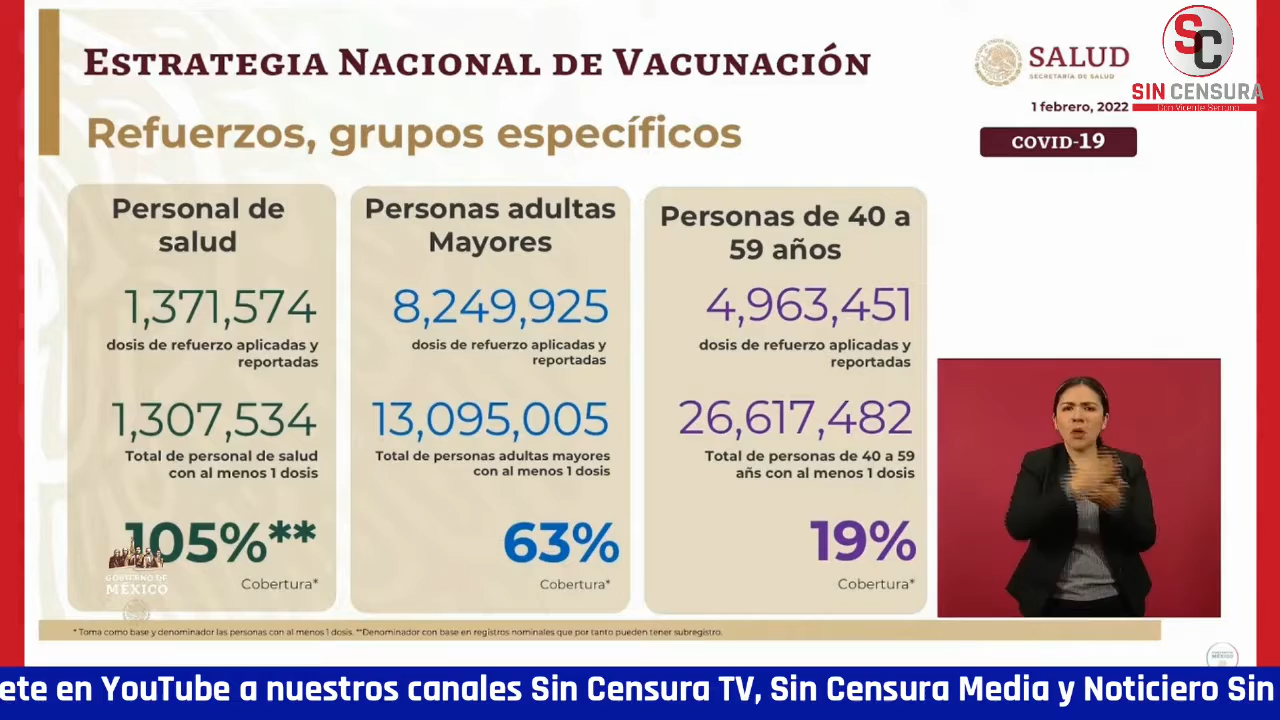 ESTRATEGIA NACIONAL DE VACUNACIÓN
Refuerzos, grupos específicos
SALUD
SECRETARÍA DE SALUD
1 febrero, 2022
COVID-19
SC
SIN CENSURA
Con Vicente Serrano
Personal de
salud
1,371,574
dosis de refuerzo aplicadas y
reportadas
1,307,534
Total de personal de salud
con al menos 1 dosis
105%**
Cobertura*
Personas adultas
Mayores
8,249,925
dosis de refuerzo aplicadas y
reportadas
13,095,005
Total de personas adultas mayores
con al menos 1 dosis
63%
Cobertura*
Personas de 40 a
59 años
4,963,451
dosis de refuerzo aplicadas y
reportadas
26,617,482
Total de personas de 40 a 59
añs con al menos 1 dosis
19%
Cobertura*
GOBIERNO DE
MÉXICO
* Toma como base y denominador las personas con al menos 1 dosis. **Denominador con base en registros nominales que por tanto pueden tener subregistro.
ete en YouTube a nuestros canales Sin Censura TV, Sin Censura Media y Noticiero Sin